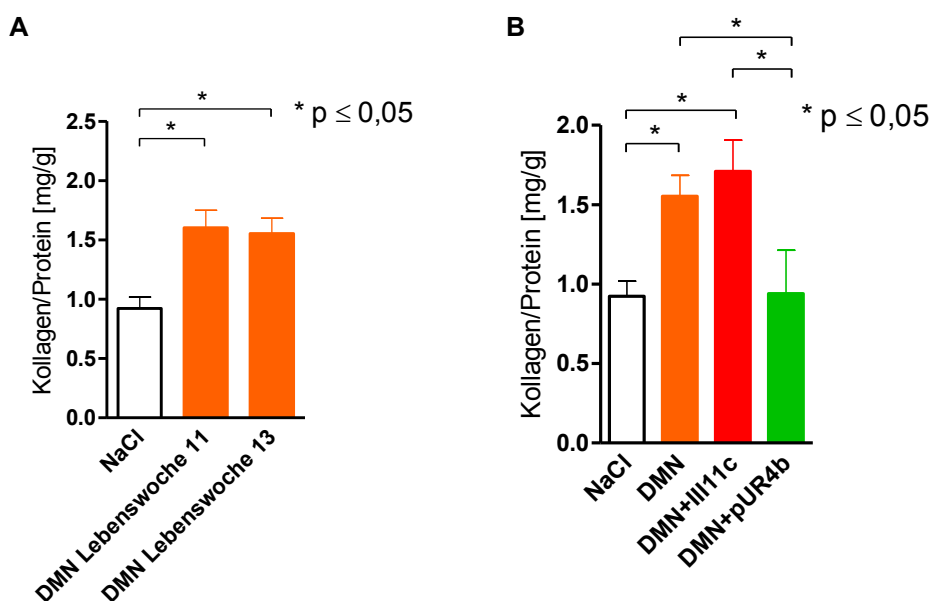 A
* p ≤ 0,05
*
*
Kollagen/Protein [mg/g]
2.5
2.0
1.5
1.0
0.5
0.0
NaCl
DMN Lebenswoche 11
DMN Lebenswoche 13
B
* p ≤ 0,05
*
*
*
*
Kollagen/Protein [mg/g]
2.0
1.5
1.0
0.5
0.0
NaCl
DMN
DMN+III11c
DMN+pUR4b